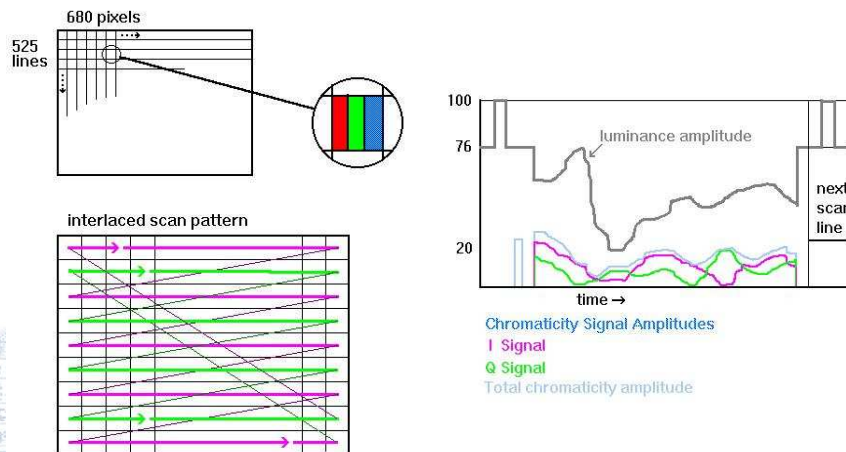 680 pixels
525
lines
interlaced scan pattern
100
76
20
luminance amplitude
next
scan
line
time →
Chromaticity Signal Amplitudes
I Signal
Q Signal
Total chromaticity amplitude